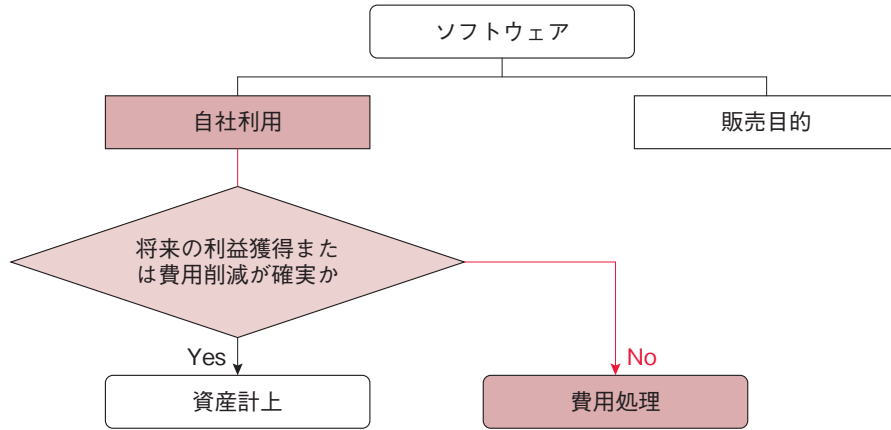 ソフトウェア
自社利用
販売目的
将来の利益獲得また
は費用削減が確実か
Yes
No
資産計上
費用処理